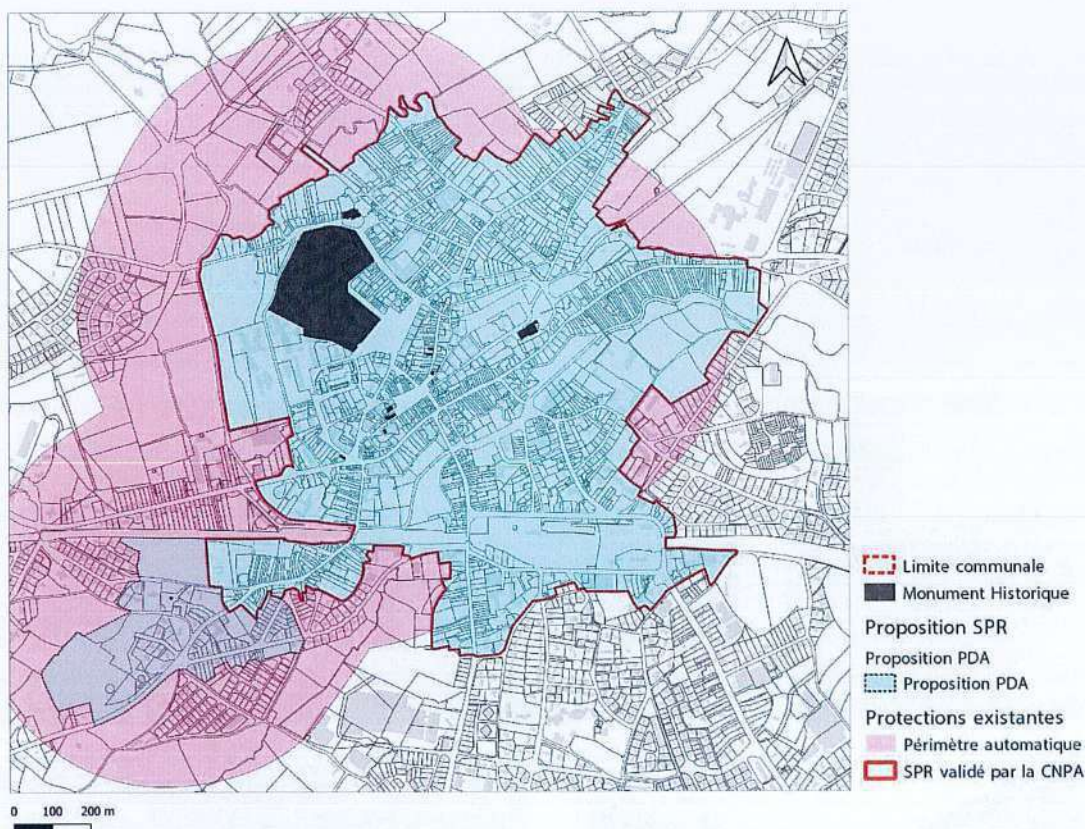 Limite communale
Monument Historique
Proposition SPR
Proposition PDA
Proposition PDA
Protections existantes
Périmètre automatique
SPR validé par la CNPA
0 100 200 m